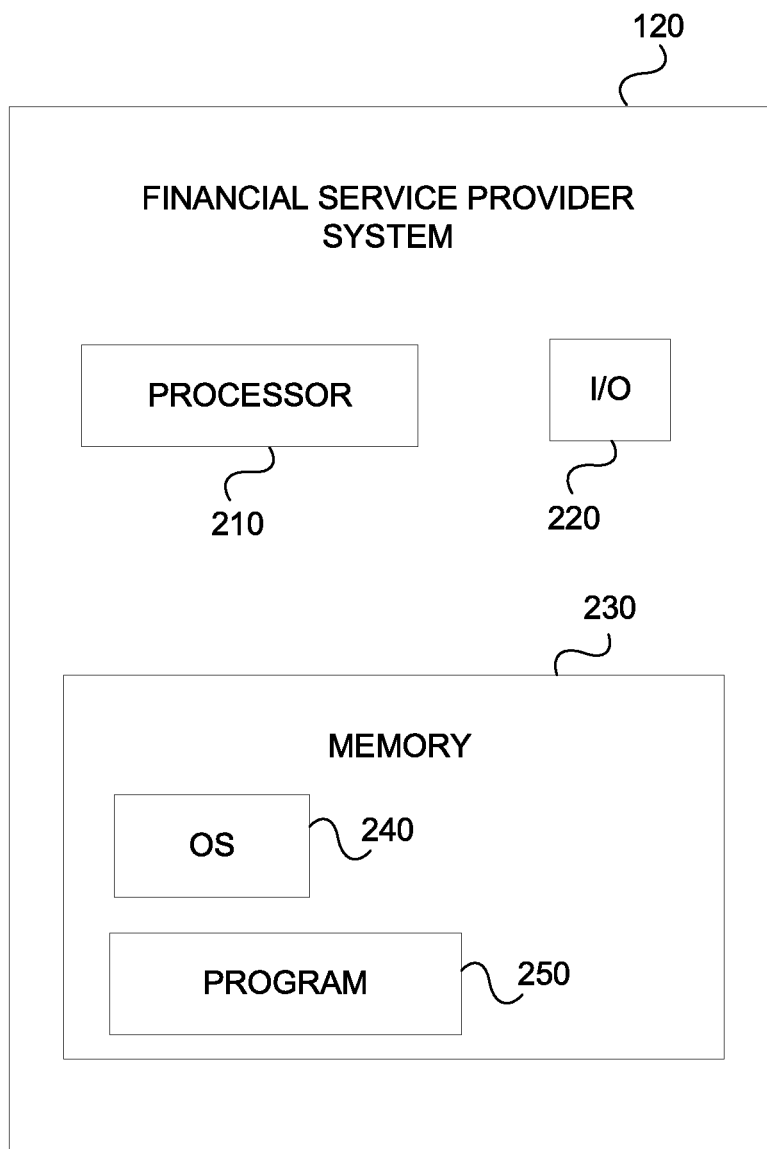 120
FINANCIAL SERVICE PROVIDER
SYSTEM
PROCESSOR
I/O
210
220
230
MEMORY
OS
240
PROGRAM
250